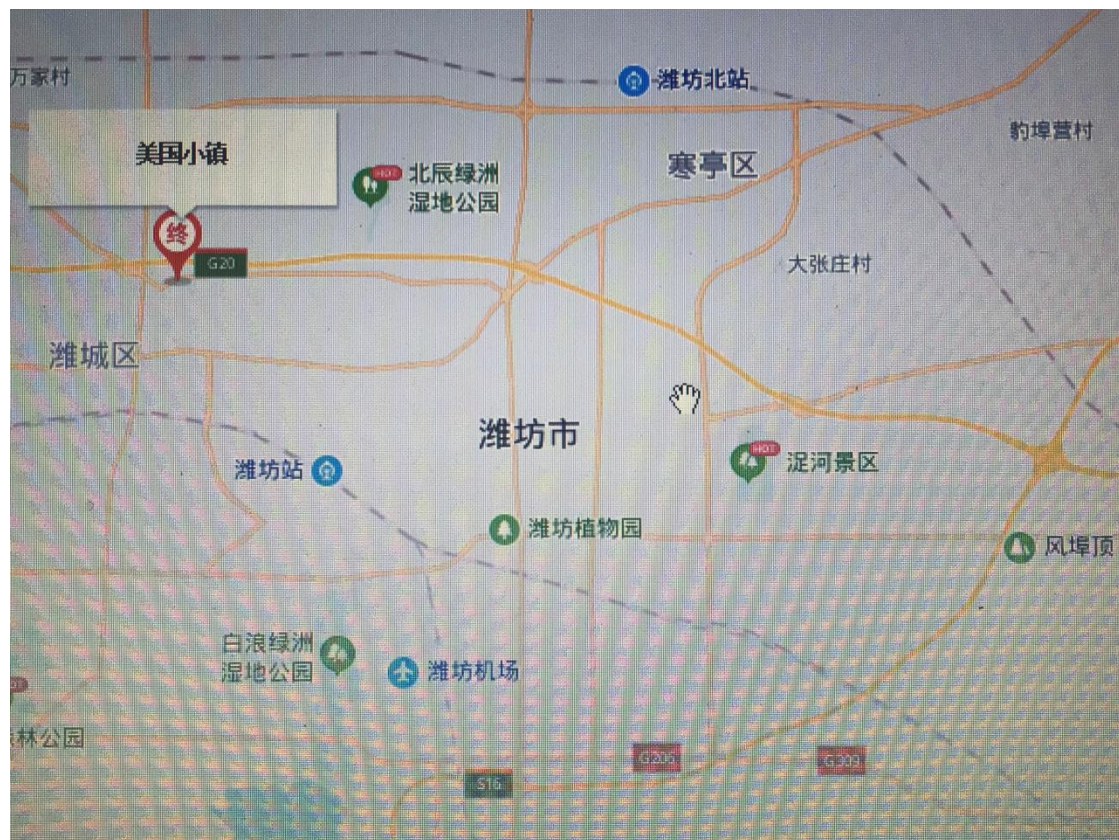 万家村
潍坊北站
豹埠营村
美国小镇
HOT
北辰绿洲
湿地公园
寒亭区
终
G20
大张庄村
潍城区
潍坊市
HOT
浞河景区
潍坊站
潍坊植物园
风埠顶
白浪绿洲
湿地公园
潍坊机场
林公园
G206
G309
S16